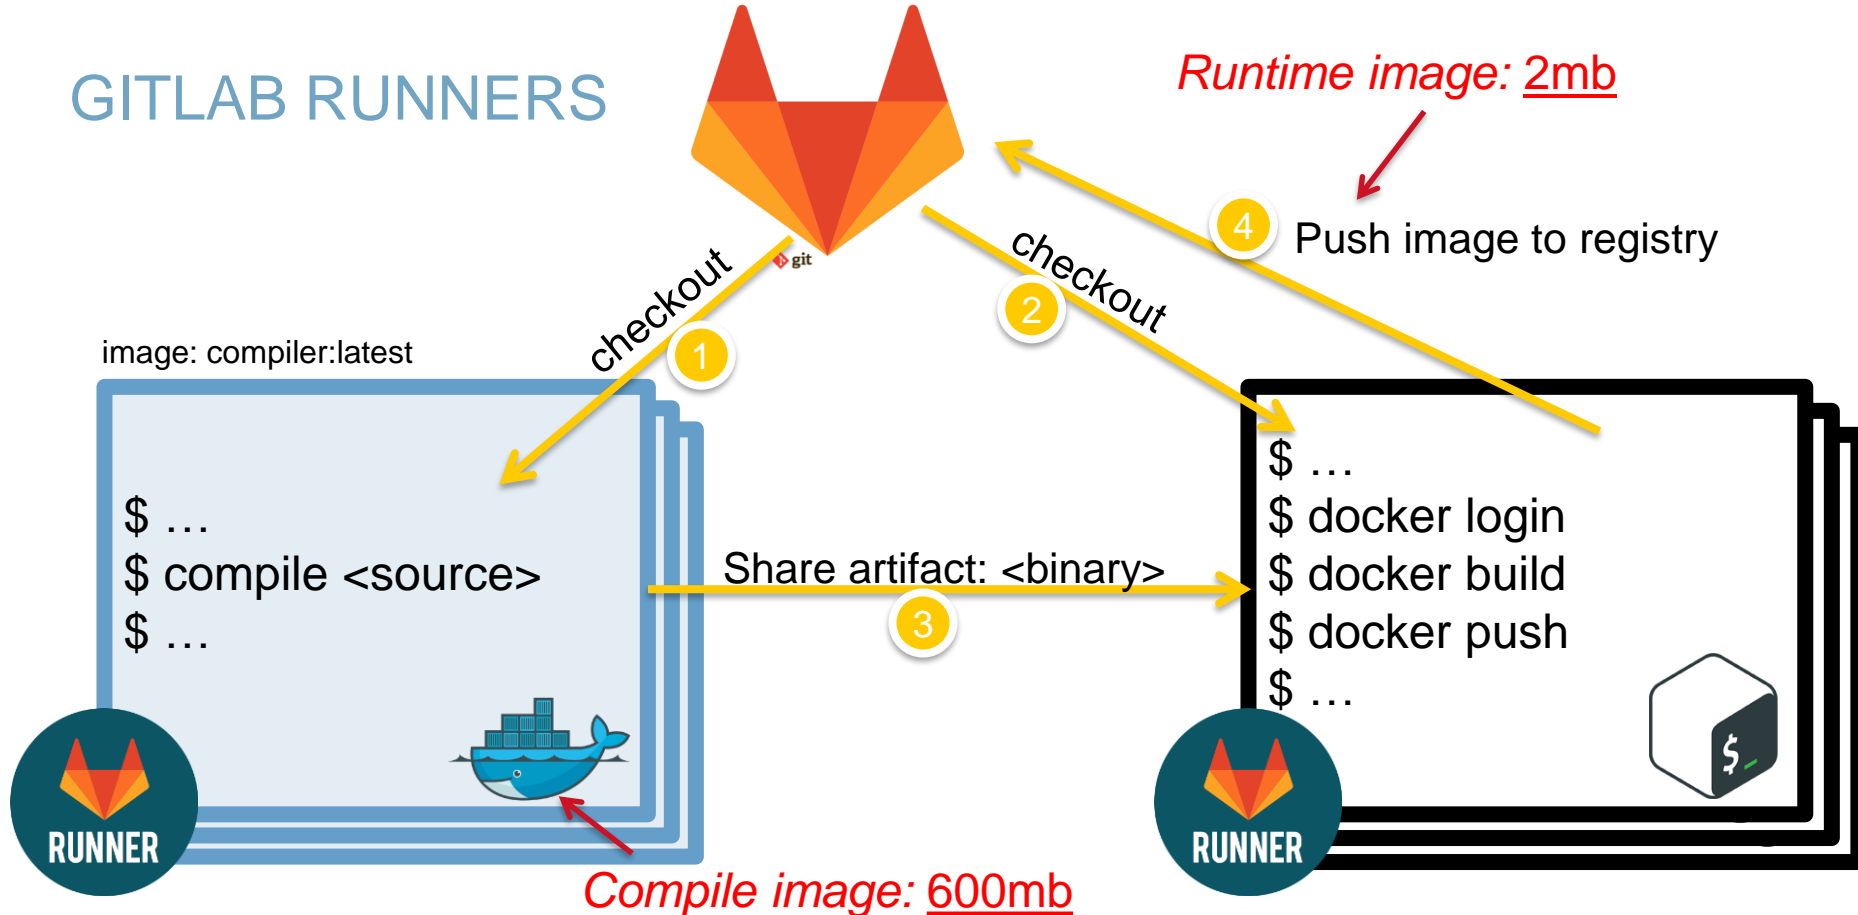 GITLAB RUNNERS
Runtime image: 2mb
git
checkout
1
checkout
2
4
Push image to registry
image: compiler:latest
$ …
$ compile <source>
$ …
Share artifact: <binary>
3
$ …
$ docker login
$ docker build
$ docker push
$ …
$_
RUNNER
RUNNER
Compile image: 600mb